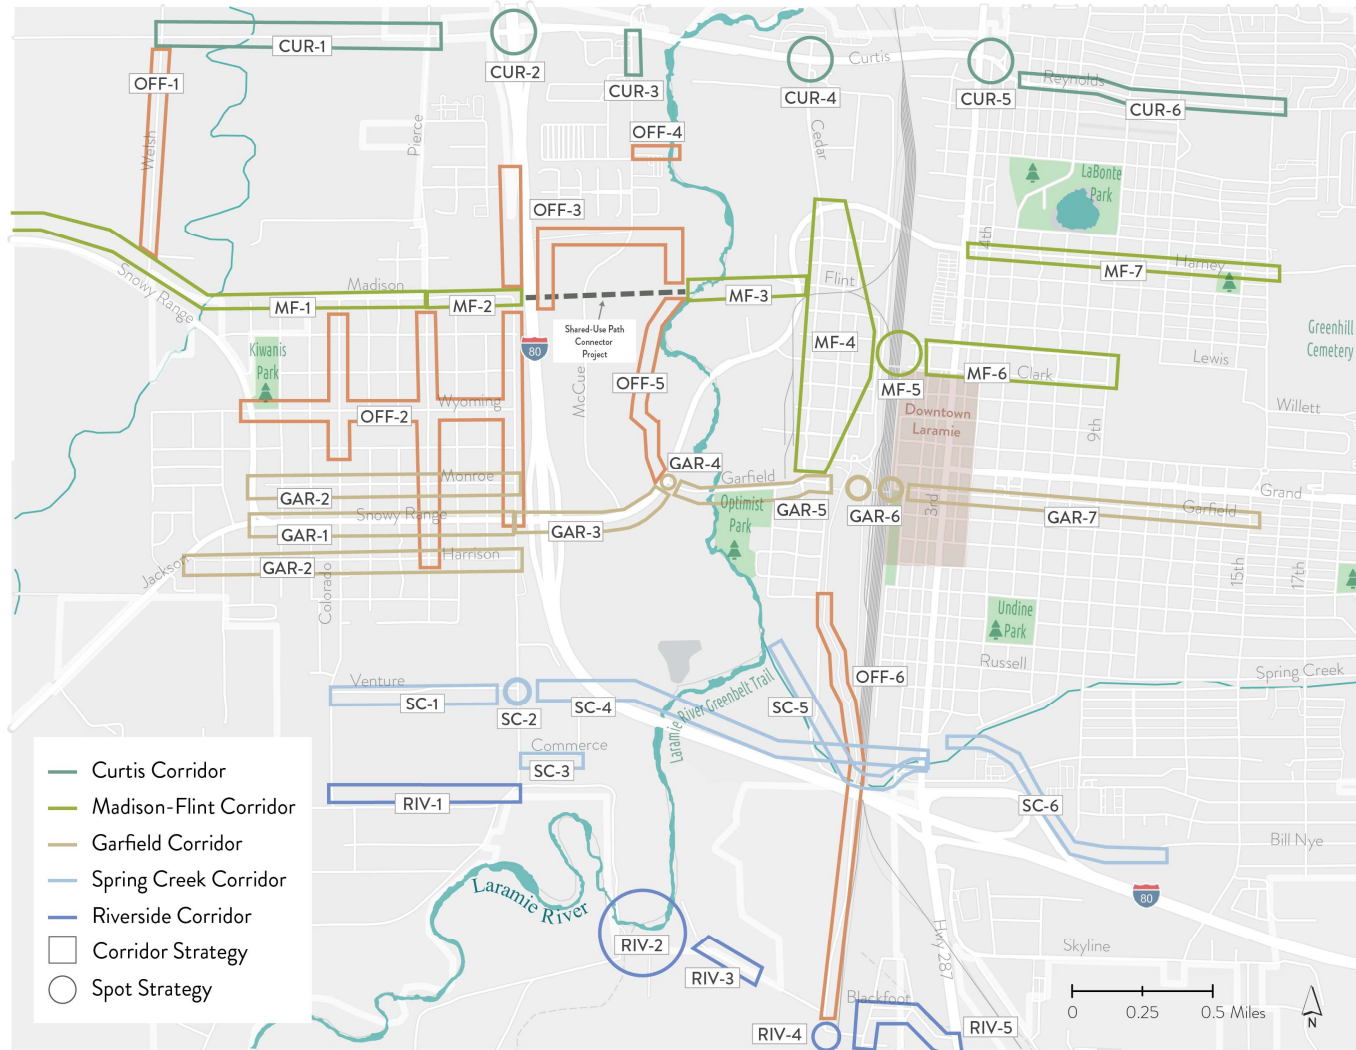 CUR-1
CUR-2
CUR-3
CUR-4
CUR-5
CUR-6
Curtis
Reynolds
OFF-1
OFF-4
Welsh
Pierce
Cedar
LaBonte
Park
OFF-3
4th
Harney
MF-7
Snowy Range
Madison
MF-1
MF-2
MF-3
Flint
MF-4
Shared-Use Path
Connector
Project
80
Kiwanis
Park
McCue
OFF-5
MF-5
MF-6
Clark
Lewis
Greenhill
Cemetery
Willett
Wyoming
OFF-2
Downtown
Laramie
9th
GAR-4
Monroe
GAR-2
Garfield
Grand
Snowy Range
GAR-1
GAR-3
Optimist
Park
GAR-5
GAR-6
3rd
GAR-7
Garfield
Jackson
GAR-2
Harrison
Colorado
15th
17th
Undine
Park
Russell
Spring Creek
Venture
SC-1
SC-2
SC-4
SC-5
OFF-6
Laramie River Greenbelt Trail
Commerce
SC-3
RIV-1
SC-6
Bill Nye
80
Laramie River
RIV-2
RIV-3
Hwy 287
Skyline
Blackfoot
RIV-4
RIV-5
Curtis Corridor
Madison-Flint Corridor
Garfield Corridor
Spring Creek Corridor
Riverside Corridor
Corridor Strategy
Spot Strategy
0 0.25 0.5 Miles
N